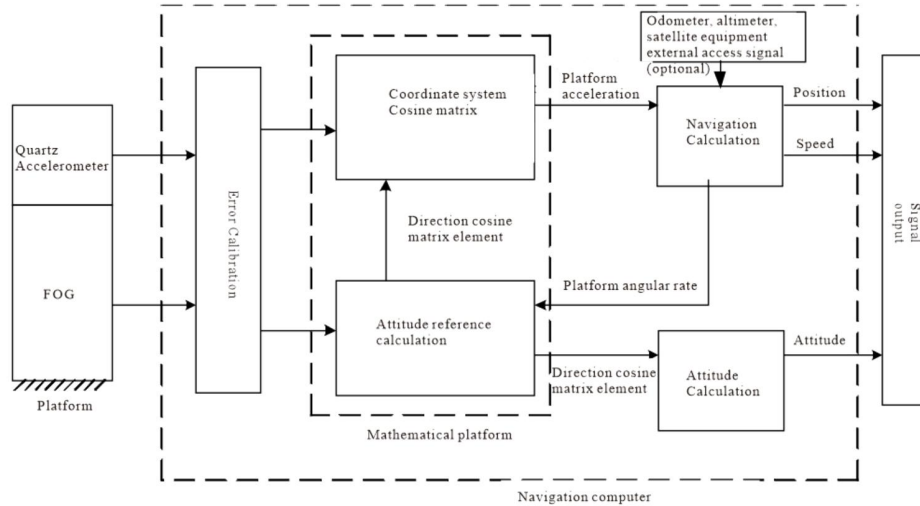 Odometer, altimeter,
satellite equipment
external access signal
(optional)
Quartz
Accelerometer
FOG
Platform
Error Calibration
Coordinate system
Cosine matrix
Direction cosine
matrix element
Attitude reference
calculation
Mathematical platform
Platform
acceleration
Navigation
Calculation
Platform angular rate
Direction cosine
matrix element
Attitude
Calculation
Position
Speed
Attitude
Signal
output
Navigation computer